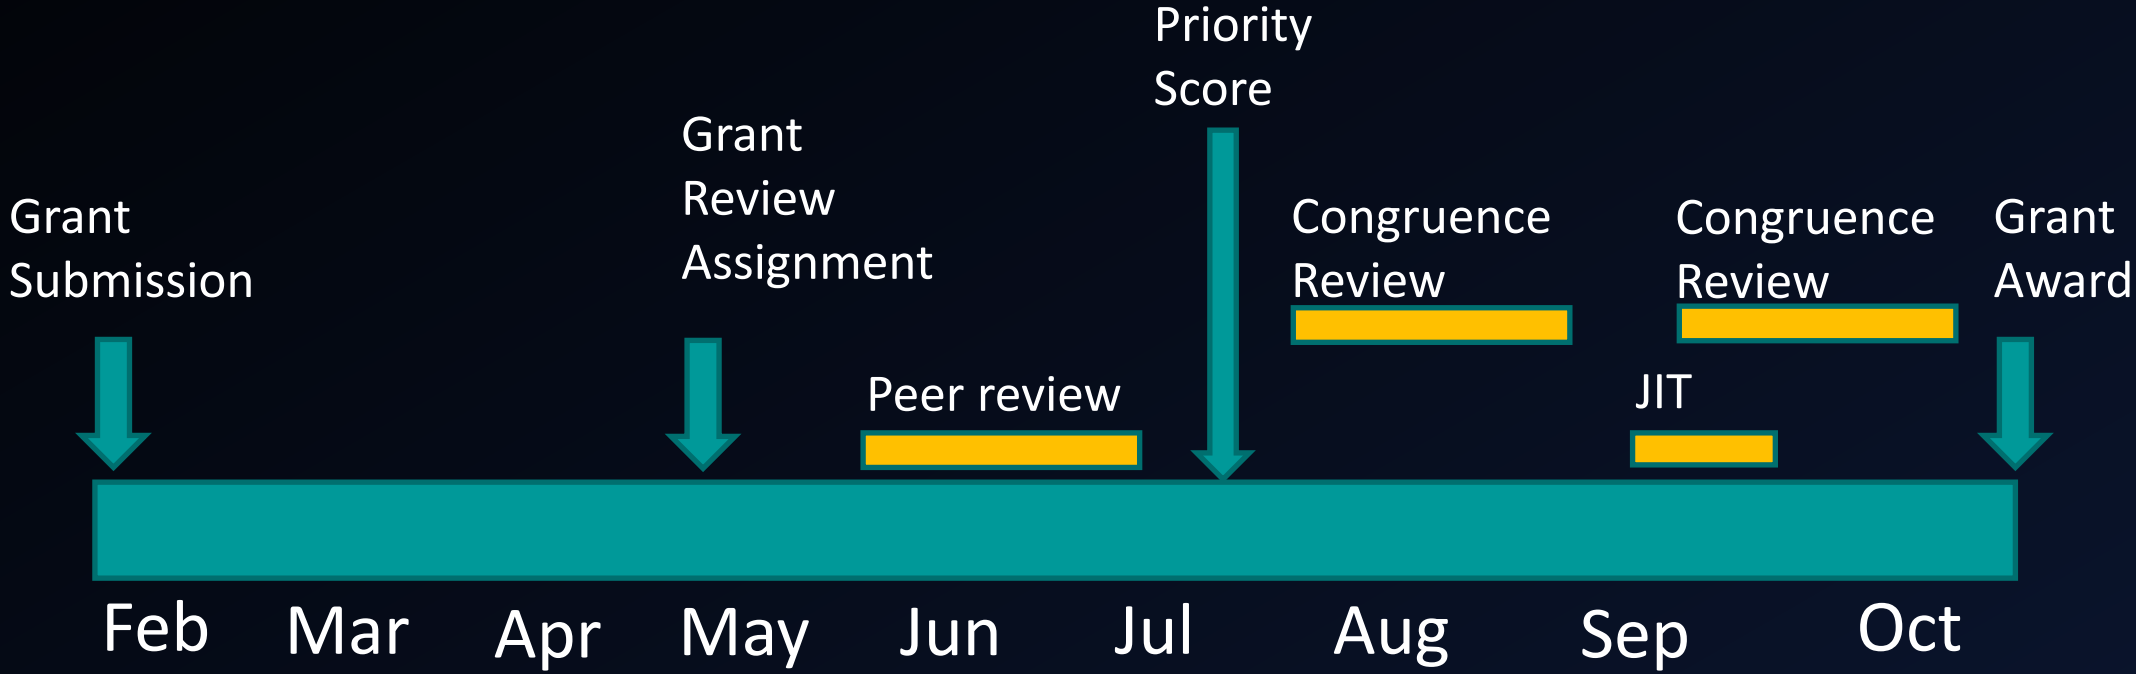 Priority
Score
Grant
Review
Assignment
Grant
Submission
Congruence
Review
Congruence
Review
Grant
Award
Peer review
JIT
Feb Mar Apr May Jun Jul Aug Sep Oct